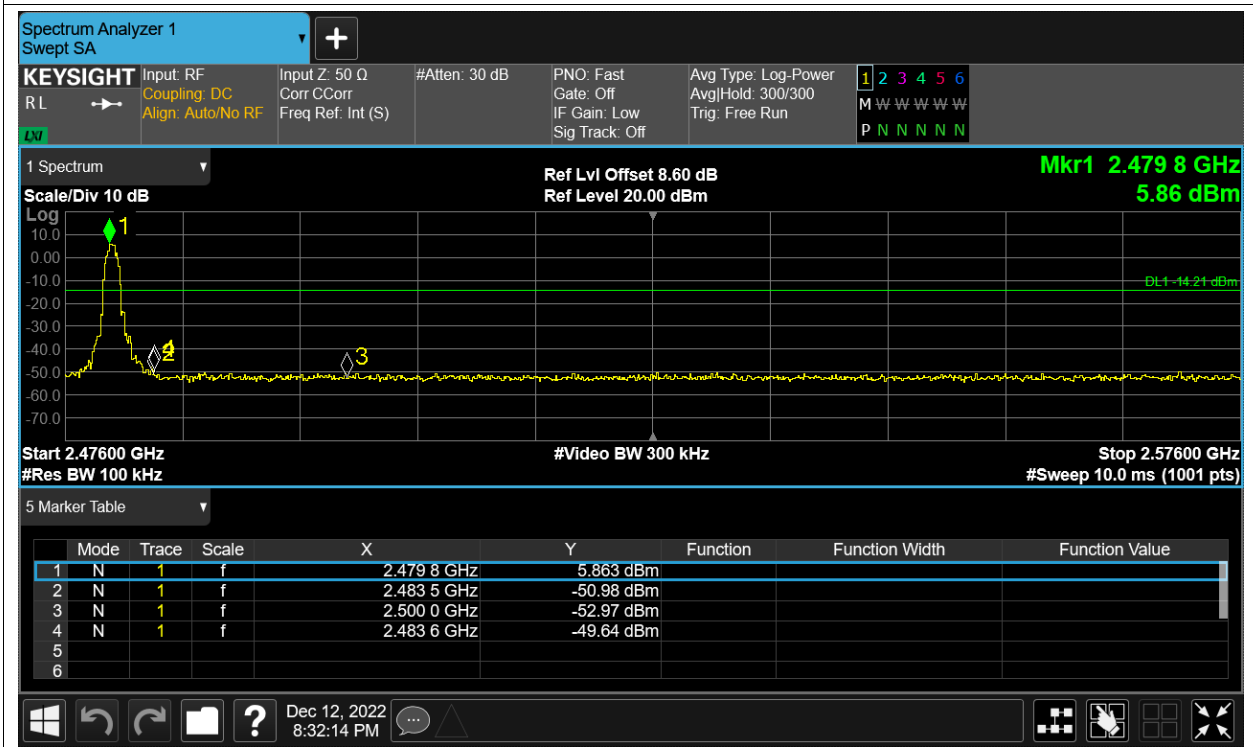 Spectrum Analyzer 1
Swept SA
KEYSIGHT
R L
LXI
Input: RF
Coupling: DC
Align: Auto/No RF
Input Z: 50 Ω
Corr CCorr
Freq Ref: Int (S)
#Atten: 30 dB
PNO: Fast
Gate: Off
IF Gain: Low
Sig Track: Off
Avg Type: Log-Power
Avg|Hold: 300/300
Trig: Free Run
1 2 3 4 5 6
M W W W W W
P N N N N N
1 Spectrum
Scale/Div 10 dB
Ref Lvl Offset 8.60 dB
Ref Level 20.00 dBm
Mkr1 2.479 8 GHz
5.86 dBm
Log
10.0
0.00
-10.0
-20.0
-30.0
-40.0
-50.0
-60.0
-70.0
1
2
3
DL1 -14.21 dBm
Start 2.47600 GHz
#Res BW 100 kHz
#Video BW 300 kHz
Stop 2.57600 GHz
#Sweep 10.0 ms (1001 pts)
5 Marker Table
Mode Trace Scale X Y Function Function Width Function Value
1 N 1 f 2.479 8 GHz 5.863 dBm
2 N 1 f 2.483 5 GHz -50.98 dBm
3 N 1 f 2.500 0 GHz -52.97 dBm
4 N 1 f 2.483 6 GHz -49.64 dBm
5
6
?
Dec 12, 2022
8:32:14 PM